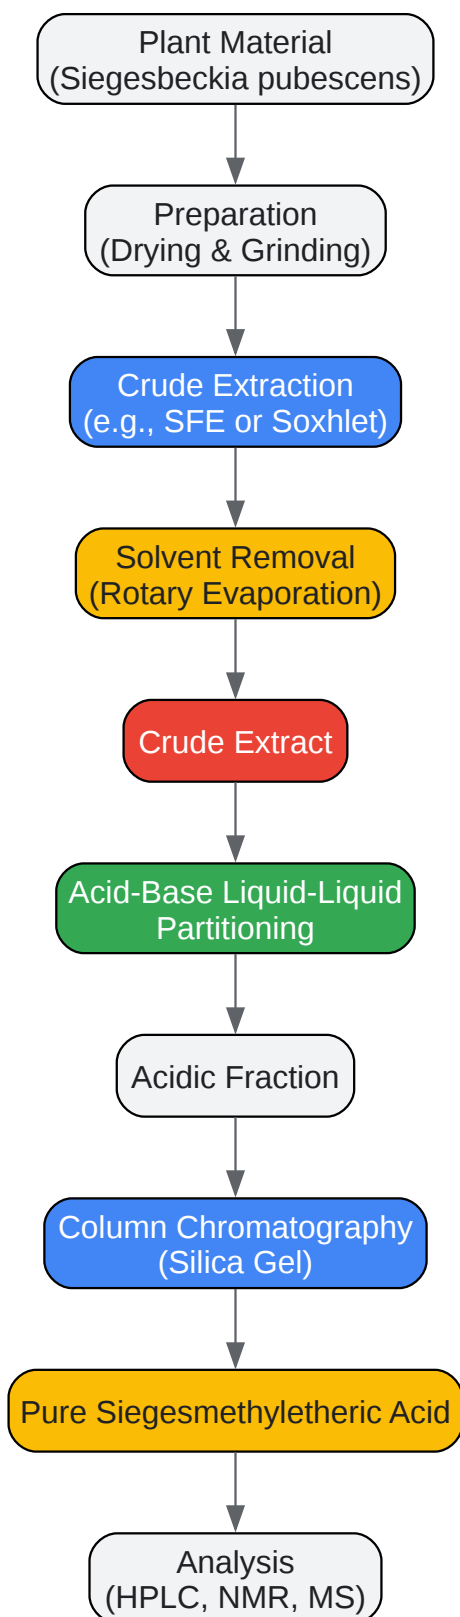 Plant Material
(Siegesbeckia pubescens)
Preparation
(Drying & Grinding)
Crude Extraction
(e.g., SFE or Soxhlet)
Solvent Removal
(Rotary Evaporation)
Crude Extract
Acid-Base Liquid-Liquid
Partitioning
Acidic Fraction
Column Chromatography
(Silica Gel)
Pure Siegesmethyletheric Acid
Analysis
(HPLC, NMR, MS)